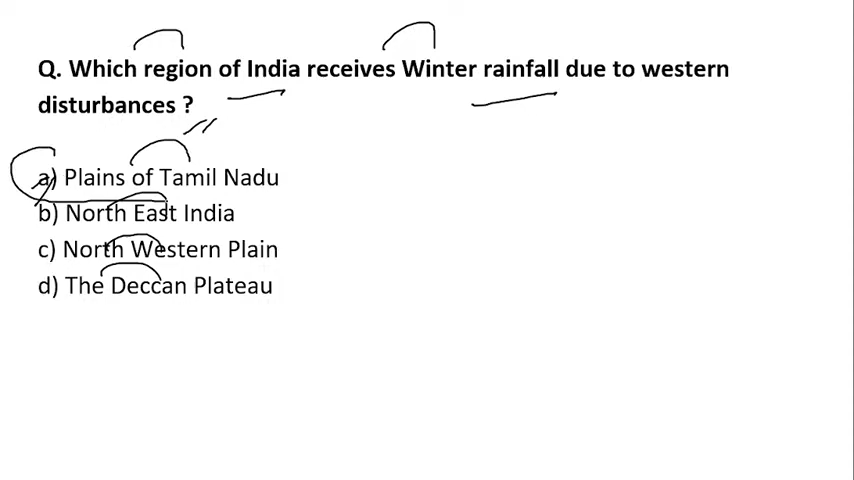 Q. Which region of India receives Winter rainfall due to western
disturbances ?
a) Plains of Tamil Nadu
b) North East India
c) North Western Plain
d) The Deccan Plateau